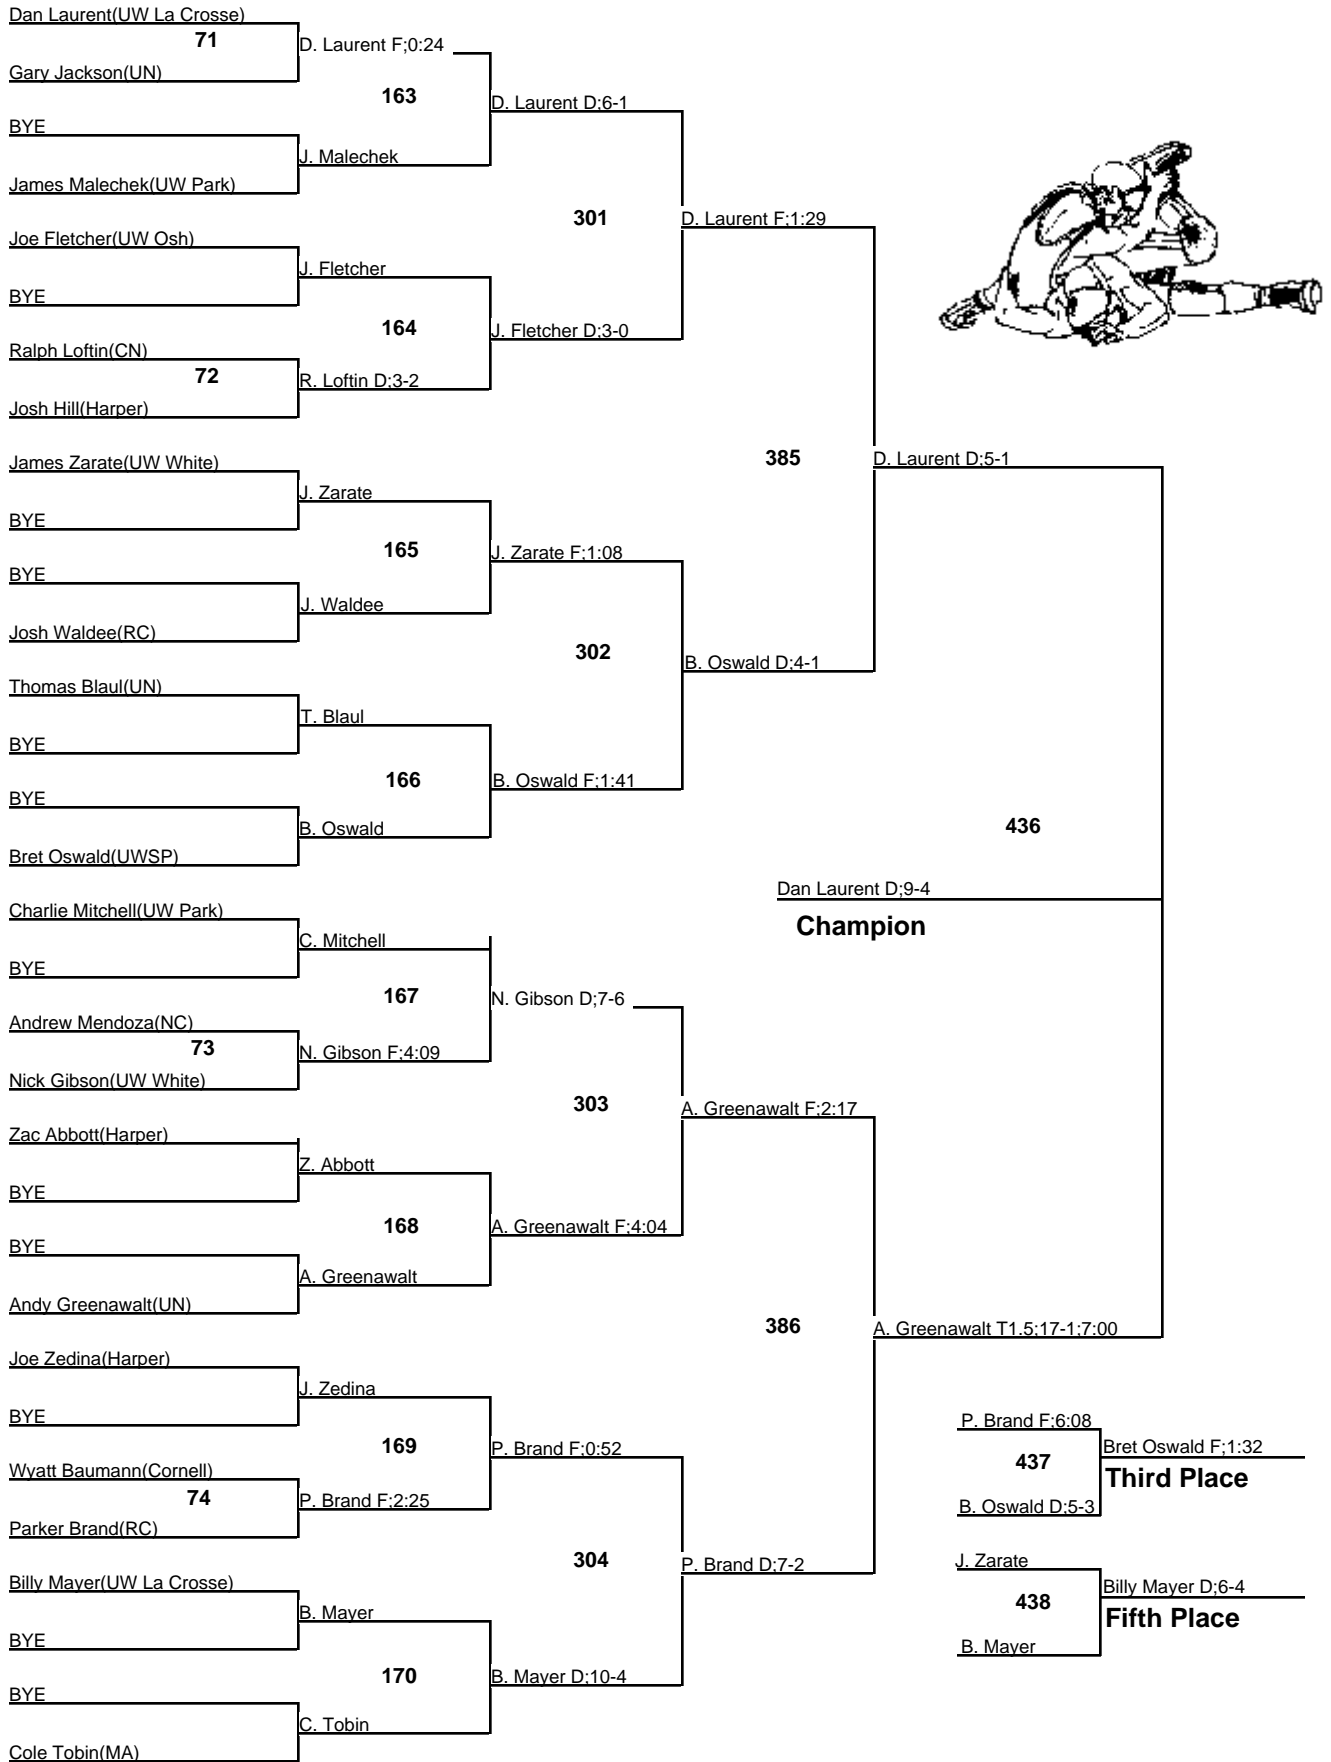 Dan Laurent(UW La Crosse)
71
D. Laurent F;0:24
Gary Jackson(UN)
163
D. Laurent D;6-1
BYE
J. Malechek
James Malechek(UW Park)
301
D. Laurent F;1:29
Joe Fletcher(UW Osh)
J. Fletcher
BYE
164
J. Fletcher D;3-0
Ralph Loftin(CN)
72
R. Loftin D;3-2
Josh Hill(Harper)
385
D. Laurent D;5-1
James Zarate(UW White)
J. Zarate
BYE
165
J. Zarate F;1:08
BYE
J. Waldee
Josh Waldee(RC)
302
B. Oswald D;4-1
Thomas Blaul(UN)
T. Blaul
BYE
166
B. Oswald F;1:41
BYE
B. Oswald
Bret Oswald(UWSP)
436
Dan Laurent D;9-4
Champion
Charlie Mitchell(UW Park)
C. Mitchell
BYE
167
N. Gibson D;7-6
Andrew Mendoza(NC)
73
N. Gibson F;4:09
Nick Gibson(UW White)
303
A. Greenawalt F;2:17
Zac Abbott(Harper)
Z. Abbott
BYE
168
A. Greenawalt F;4:04
BYE
A. Greenawalt
Andy Greenawalt(UN)
386
A. Greenawalt T1.5;17-1;7:00
Joe Zedina(Harper)
J. Zedina
BYE
169
P. Brand F;0:52
Wyatt Baumann(Cornell)
74
P. Brand F;2:25
Parker Brand(RC)
304
P. Brand D;7-2
Billy Mayer(UW La Crosse)
B. Mayer
BYE
170
B. Mayer D;10-4
BYE
C. Tobin
Cole Tobin(MA)
P. Brand F;6:08
437
Bret Oswald F;1:32
Third Place
B. Oswald D;5-3
J. Zarate
438
Billy Mayer D;6-4
Fifth Place
B. Mayer